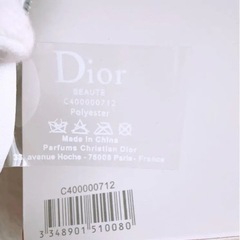 Dior
BEAUTE
C400000712
Polyester
Made in China
Parfums Christian Dior
33, avenue Hoche - 75008 Paris - France
C400000712
3 348901 510080